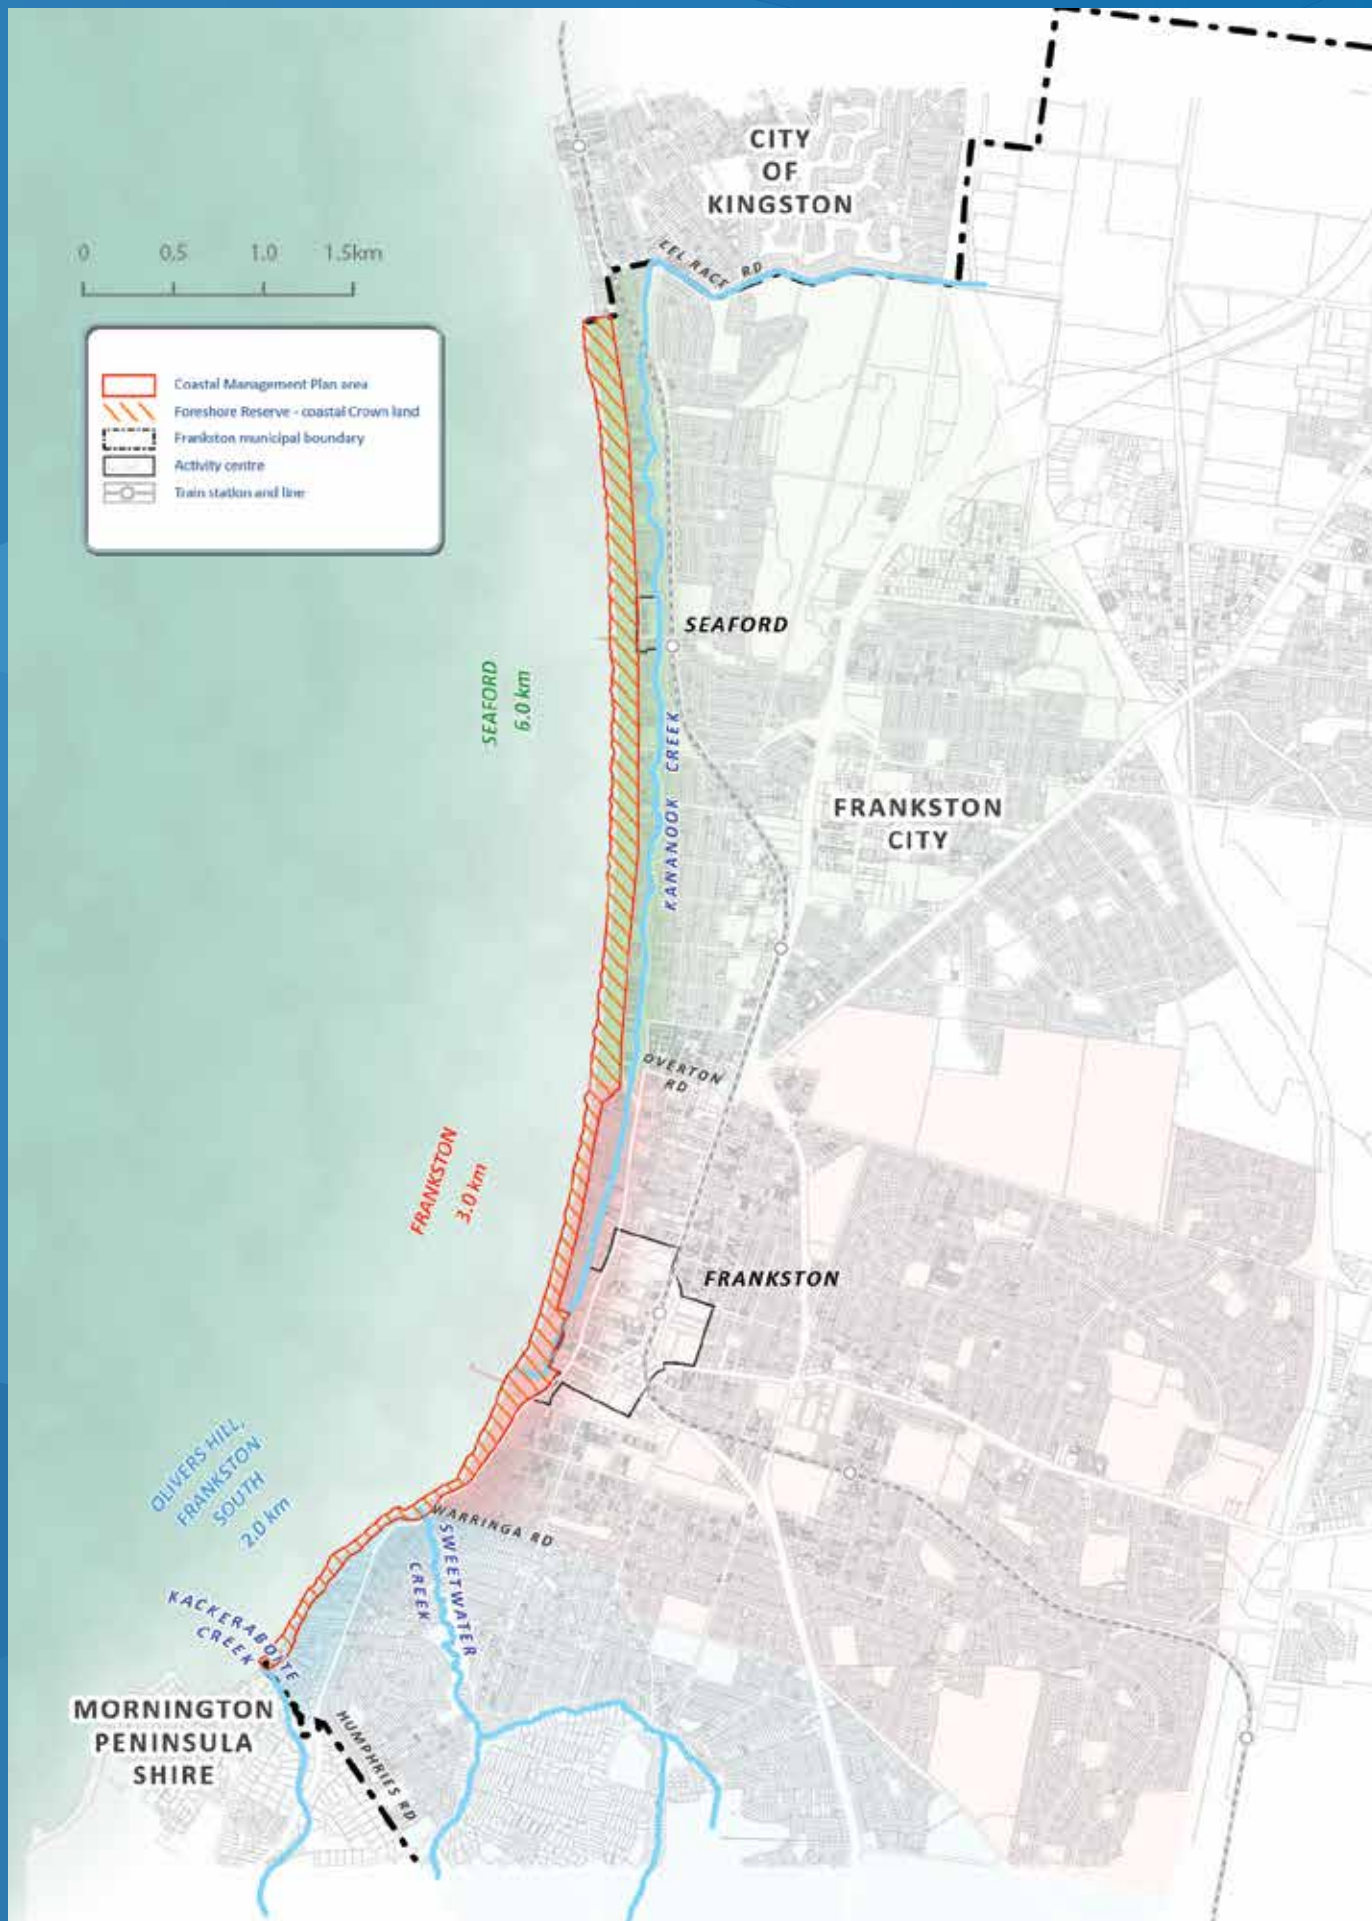 CITY
OF
KINGSTON
EEL RACE RD
0 0.5 1.0 1.5km
Coastal Management Plan area
Foreshore Reserve - coastal Crown land
Frankston municipal boundary
Activity centre
Train station and line
SEAFORD
SEAFORD
6.0 km
KANANOOK CREEK
FRANKSTON
CITY
OVERTON
RD
FRANKSTON
3.0 km
FRANKSTON
OLIVERS HILL,
FRANKSTON
SOUTH
2.0 km
WARRINGA RD
SWEETWATER
CREEK
KACKERABOITE
CREEK
MORNINGTON
PENINSULA
SHIRE
HUMPHRIES RD